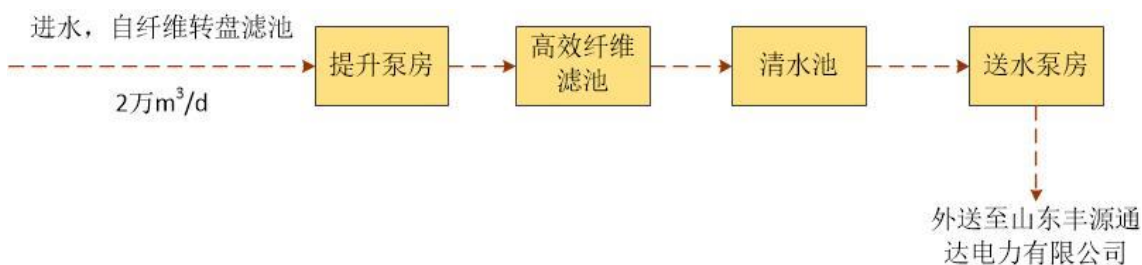 进水，自纤维转盘滤池
2万m³/d
提升泵房
高效纤维
滤池
清水池
送水泵房
外送至山东丰源通
达电力有限公司